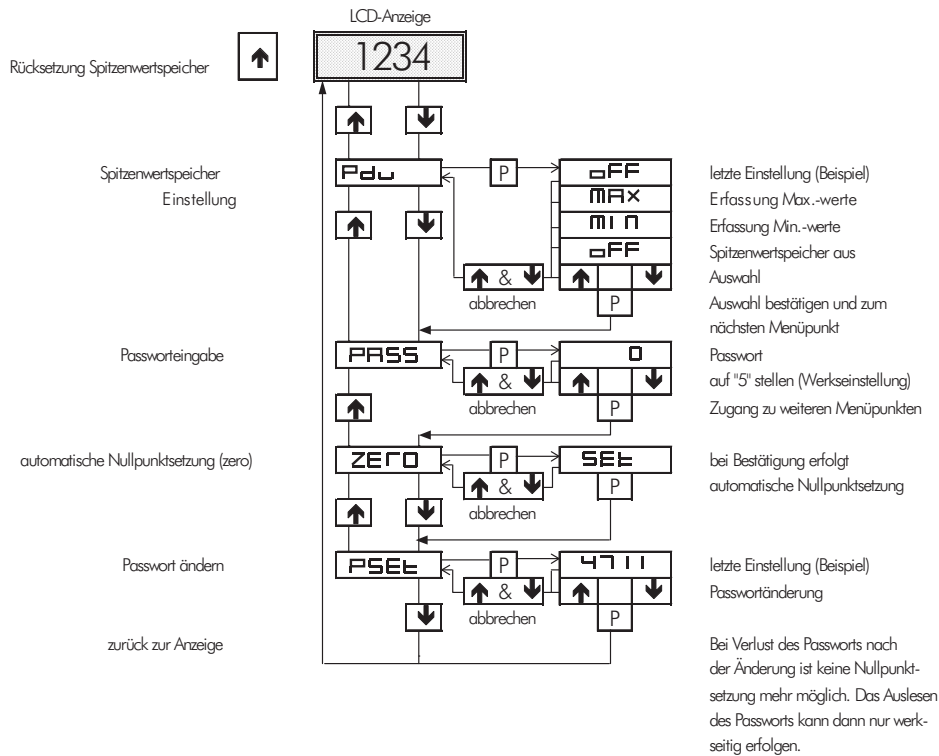 LCD-Anzeige
1234
Rücksetzung Spitzenwertspeicher
Spitzenwertspeicher
Einstellung
Pdv
P
oFF
letzte Einstellung (Beispiel)
MAX
Erfassung Max.-werte
MIN
Erfassung Min.-werte
oFF
Spitzenwertspeicher aus
&
Auswahl
abbrechen
P
Auswahl bestätigen und zum
nächsten Menüpunkt
Passworteingabe
PASS
P
0
Passwort
&
auf "5" stellen (Werkseinstellung)
abbrechen
P
Zugang zu weiteren Menüpunkten
automatische Nullpunktsetzung (zero)
ZErO
P
SEt
bei Bestätigung erfolgt
&
P
automatische Nullpunktsetzung
abbrechen
Passwort ändern
PSEt
P
4711
letzte Einstellung (Beispiel)
&
Passwortänderung
abbrechen
P
zurück zur Anzeige
Bei Verlust des Passworts nach
der Änderung ist keine Nullpunkt-
setzung mehr möglich. Das Auslesen
des Passworts kann dann nur werk-
seitig erfolgen.